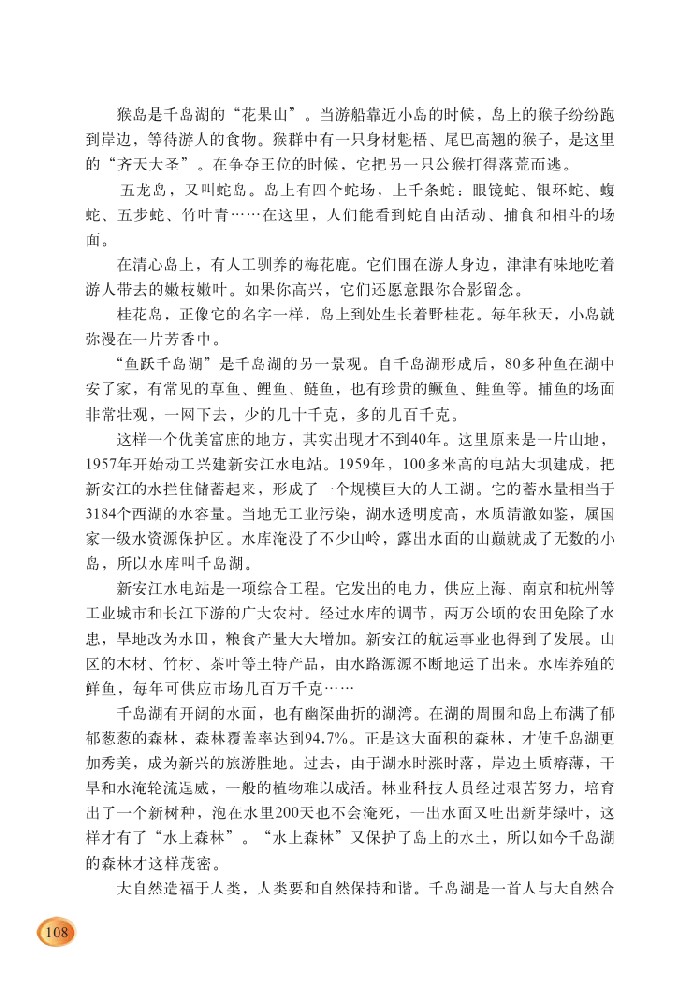 猴岛是千岛湖的“花果山”。当游船靠近小岛的时候，岛上的猴子纷纷跑
到岸边，等待游人的食物。猴群中有一只身材魁梧、尾巴高翘的猴子，是这里
的“齐天大圣”。在争夺王位的时候，它把另一只公猴打得落荒而逃。
五龙岛，又叫蛇岛。岛上有四个蛇场，上千条蛇：眼镜蛇、银环蛇、蝮
蛇、五步蛇、竹叶青……在这里，人们能看到蛇自由活动、捕食和相斗的场
面。
在清心岛上，有人工驯养的梅花鹿。它们围在游人身边，津津有味地吃着
游人带去的嫩枝嫩叶。如果你高兴，它们还愿意跟你合影留念。
桂花岛，正像它的名字一样，岛上到处生长着野桂花。每年秋天，小岛就
弥漫在一片芳香中。
“鱼跃千岛湖”是千岛湖的另一景观。自千岛湖形成后，80多种鱼在湖中
安了家，有常见的草鱼、鲤鱼、鲢鱼，也有珍贵的鳜鱼、鲑鱼等。捕鱼的场面
非常壮观，一网下去，少的几十千克，多的几百千克。
这样一个优美富庶的地方，其实出现才不到40年。这里原来是一片山地，
1957年开始动工兴建新安江水电站。1959年，100多米高的电站大坝建成，把
新安江的水拦住储蓄起来，形成了一个规模巨大的人工湖。它的蓄水量相当于
3184个西湖的水容量。当地无工业污染，湖水透明度高，水质清澈如鉴，属国
家一级水资源保护区。水库淹没了不少山岭，露出水面的山巅就成了无数的小
岛，所以水库叫千岛湖。
新安江水电站是一项综合工程。它发出的电力，供应上海、南京和杭州等
工业城市和长江下游的广大农村。经过水库的调节，两万公顷的农田免除了水
患，旱地改为水田，粮食产量大大增加。新安江的航运事业也得到了发展。山
区的木材、竹材、茶叶等土特产品，由水路源源不断地运了出来。水库养殖的
鲜鱼，每年可供应市场几百万千克……
千岛湖有开阔的水面，也有幽深曲折的湖湾。在湖的周围和岛上布满了郁
郁葱葱的森林，森林覆盖率达到94.7%。正是这大面积的森林，才使千岛湖更
加秀美，成为新兴的旅游胜地。过去，由于湖水时涨时落，岸边土质瘠薄，干
旱和水淹轮流逞威，一般的植物难以成活。林业科技人员经过艰苦努力，培育
出了一个新树种，泡在水里200天也不会淹死，一出水面又吐出新芽绿叶，这
样才有了“水上森林”。“水上森林”又保护了岛上的水土，所以如今千岛湖
的森林才这样茂密。
大自然造福于人类，人类要和自然保持和谐。千岛湖是一首人与大自然合
108